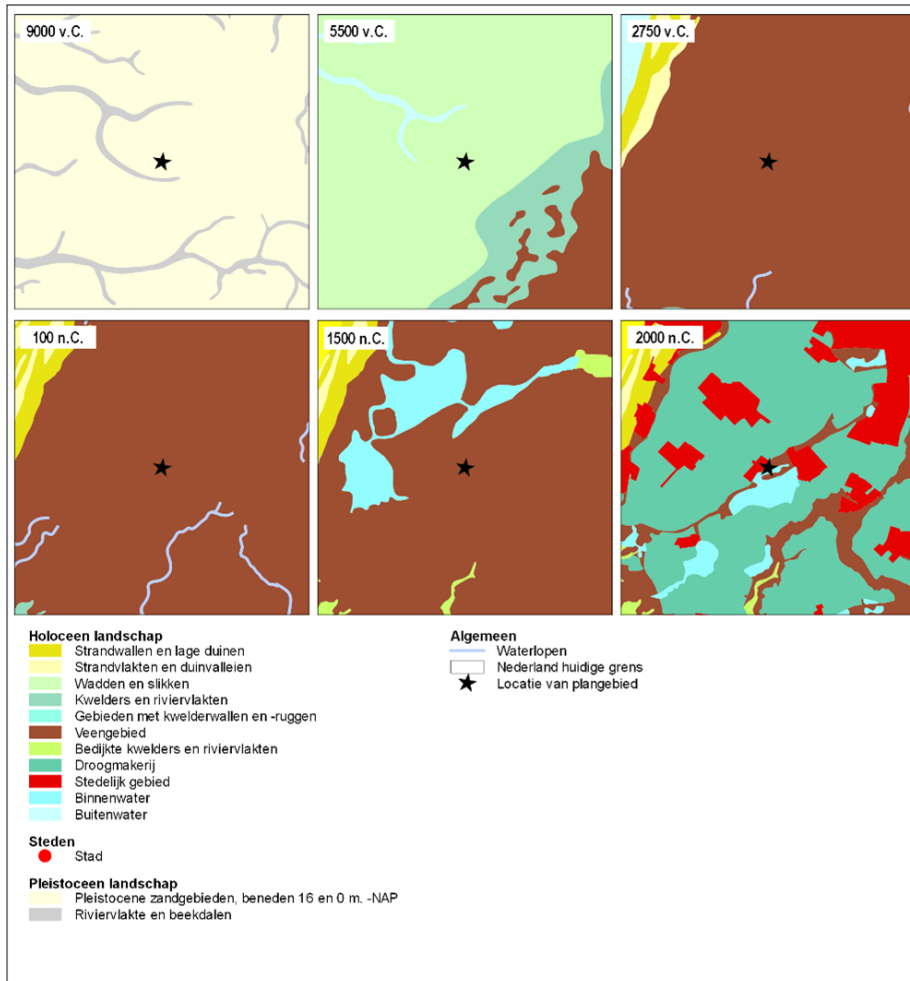 9000 v.C.
5500 v.C.
2750 v.C.
100 n.C.
1500 n.C.
2000 n.C.
Holoceen landschap
Strandwallen en lage duinen
Strandvlakten en duinvalleien
Wadden en slikken
Kwelders en riviervlakten
Gebieden met kwelderwallen en -ruggen
Veengebied
Bedijkte kwelders en riviervlakten
Droogmakerij
Stedelijk gebied
Binnenwater
Buitenwater
Steden
Stad
Pleistoceen landschap
Pleistocene zandgebieden, beneden 16 en 0 m. -NAP
Riviervlakte en beekdalen
Algemeen
Waterlopen
Nederland huidige grens
Locatie van plangebied